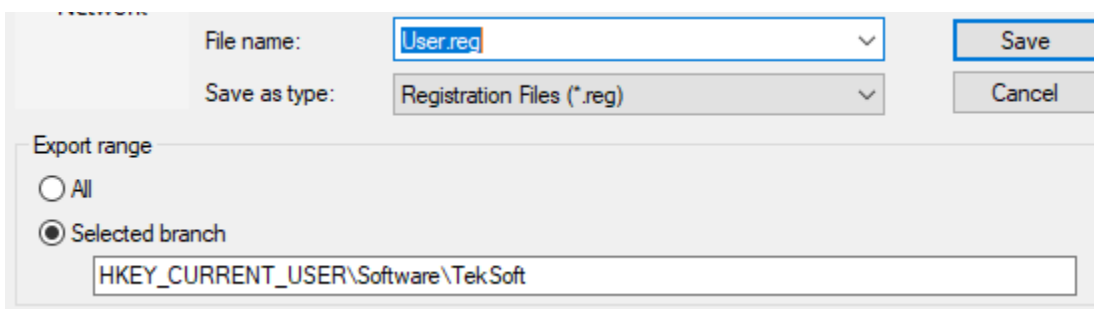 File name: User.reg Save
Save as type: Registration Files (*.reg) Cancel
Export range
All
Selected branch
HKEY_CURRENT_USER\Software\TekSoft